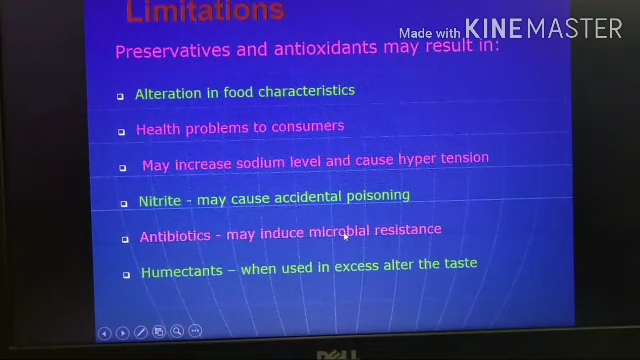 Limitations
Made with KINEMASTER
Preservatives and antioxidants may result in:
Alteration in food characteristics
Health problems to consumers
May increase sodium level and cause hyper tension
Nitrite - may cause accidental poisoning
Antibiotics - may induce microbial resistance
Humectants – when used in excess alter the taste
DELL